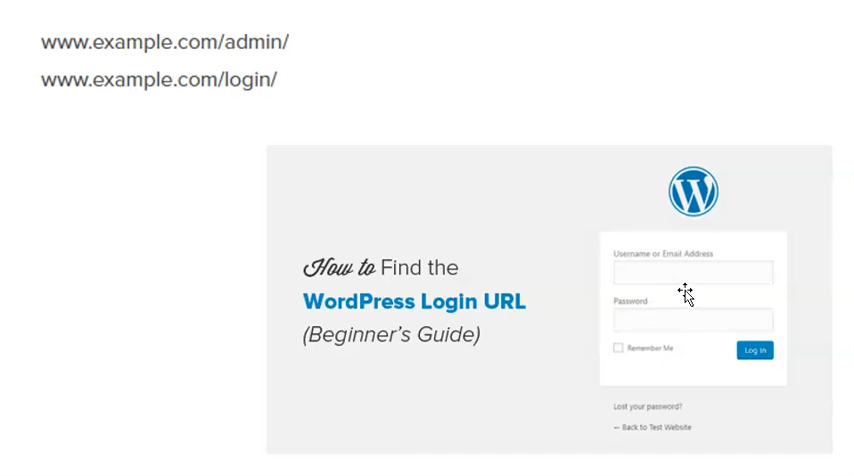 www.example.com/admin/
www.example.com/login/
How to Find the
WordPress Login URL
(Beginner's Guide)
Username or Email Address
Password
Remember Me
Log In
Lost your password?
← Back to Test Website